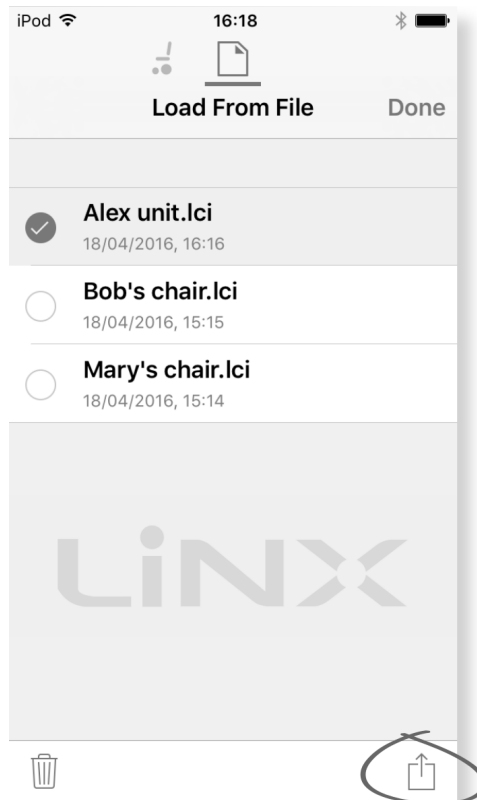 iPod 16:18
Load From File Done
Alex unit.lci
18/04/2016, 16:16
Bob's chair.lci
18/04/2016, 15:15
Mary's chair.lci
18/04/2016, 15:14
LiNX